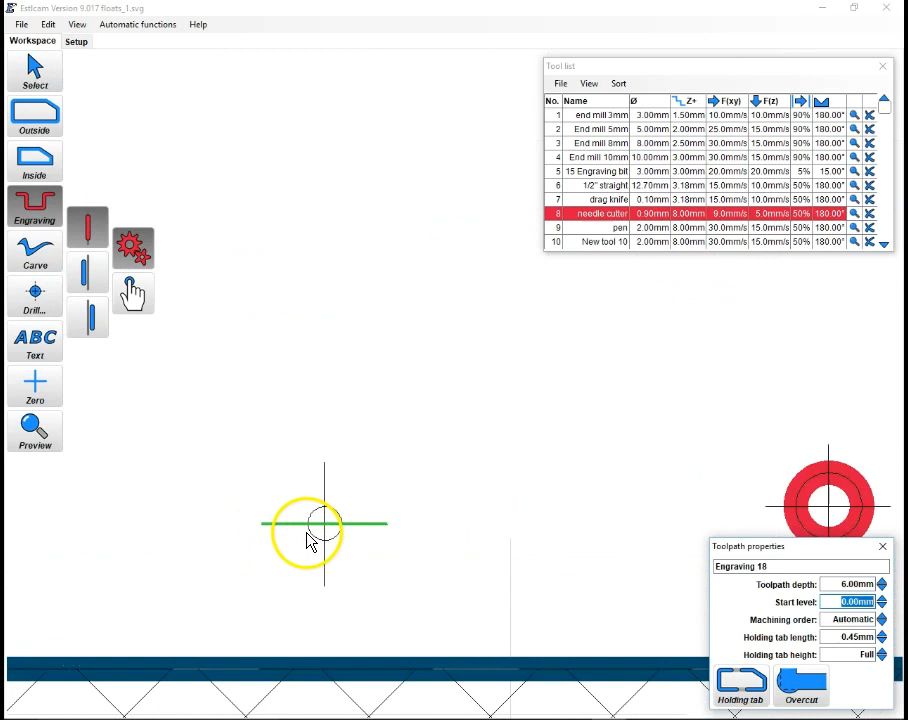 Estlcam Version 9.017 floats_1.svg
File Edit View Automatic functions Help
Workspace Setup
Select
Outside
Inside
Engraving
Carve
Drill...
ABC
Text
Zero
Preview
Tool list
File View Sort
No. Name Ø Z+ F(xy) F(z)
1 end mill 3mm 3.00mm 1.50mm 10.0mm/s 10.0mm/s 90% 180.00°
2 End mill 5mm 5.00mm 2.00mm 25.0mm/s 15.0mm/s 90% 180.00°
3 End mill 8mm 8.00mm 2.50mm 30.0mm/s 15.0mm/s 90% 180.00°
4 End mill 10mm 10.00mm 3.00mm 30.0mm/s 15.0mm/s 90% 180.00°
5 15 Engraving bit 3.00mm 3.00mm 20.0mm/s 20.0mm/s 5% 15.00°
6 1/2" straight 12.70mm 3.18mm 15.0mm/s 10.0mm/s 50% 180.00°
7 drag knife 0.10mm 3.18mm 15.0mm/s 15.0mm/s 50% 180.00°
8 needle cutter 0.90mm 8.00mm 9.0mm/s 5.0mm/s 50% 180.00°
9 pen 2.00mm 8.00mm 30.0mm/s 15.0mm/s 50% 180.00°
10 New tool 10 2.00mm 8.00mm 30.0mm/s 15.0mm/s 50% 180.00°
Toolpath properties
Engraving 18
Toolpath depth: 6.00mm
Start level: 0.00mm
Machining order: Automatic
Holding tab length: 0.45mm
Holding tab height: Full
Holding tab Overcut